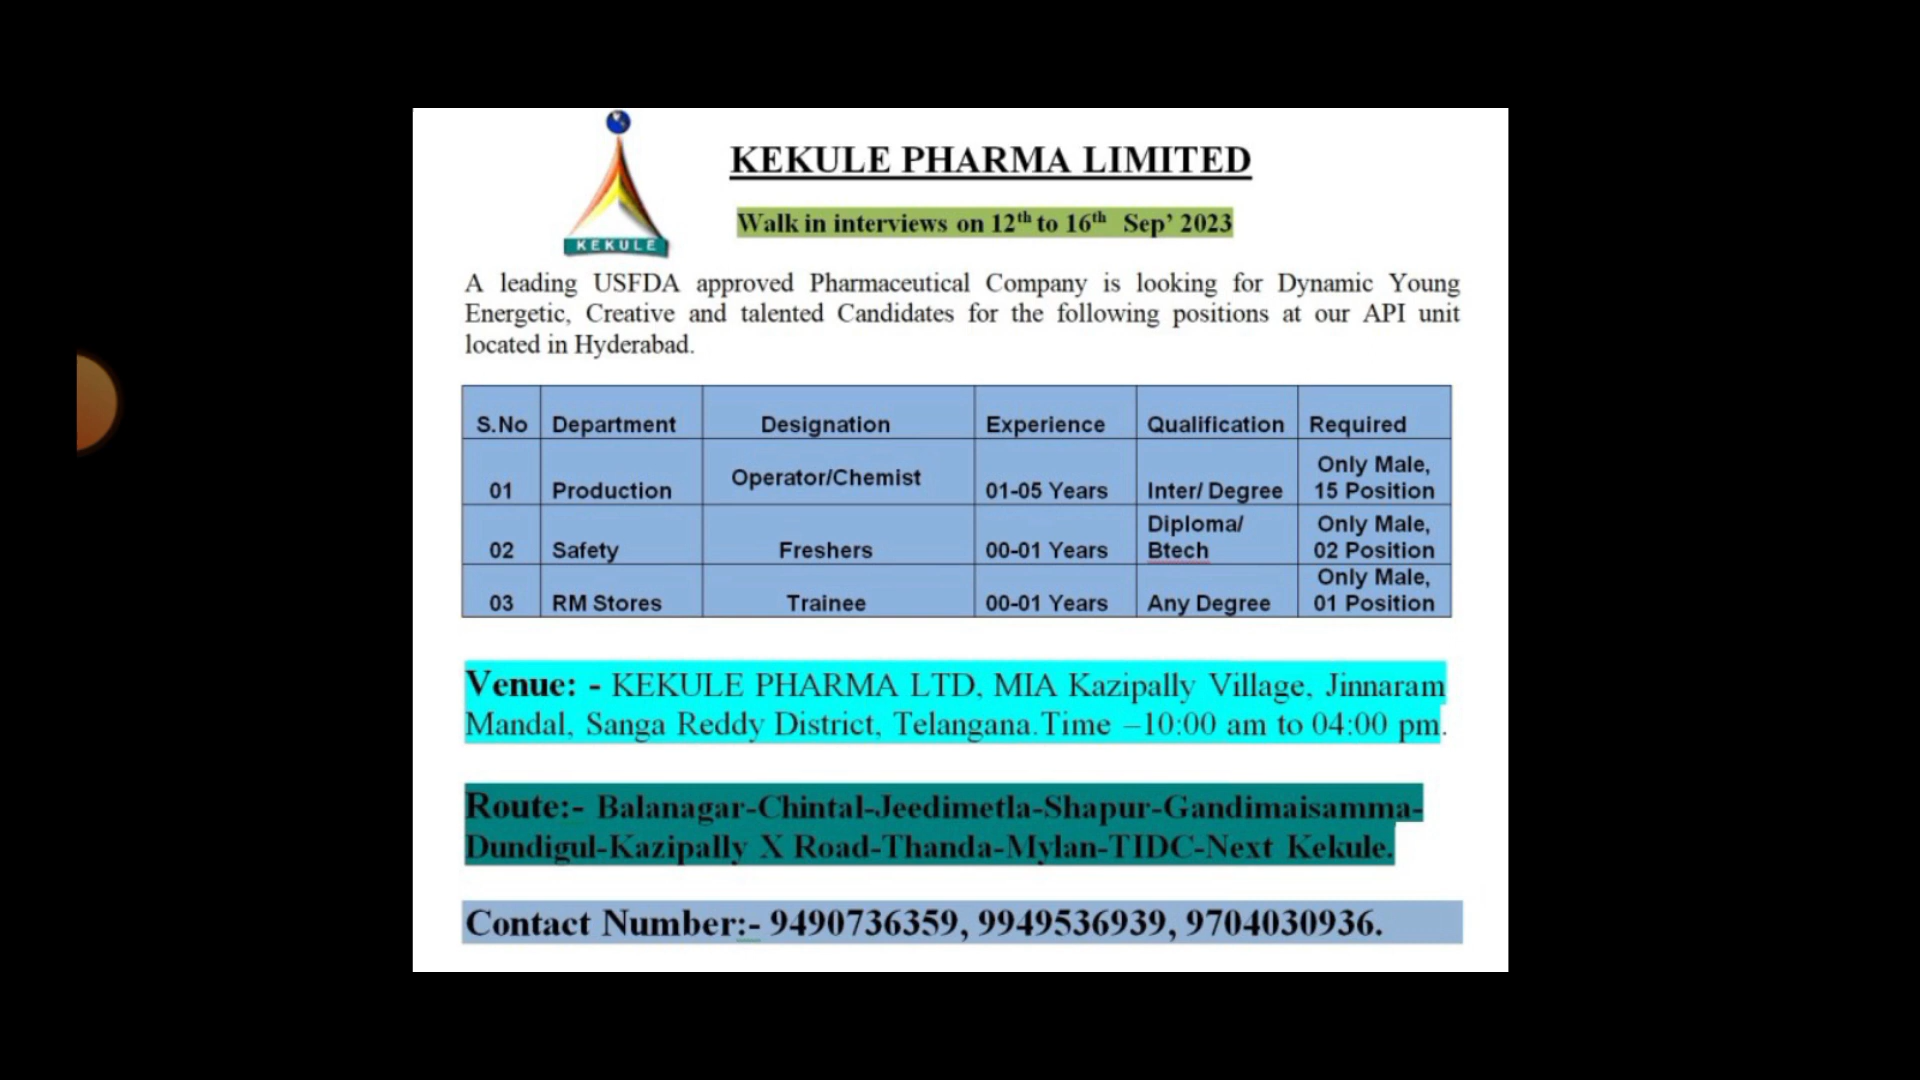 KEKULE
KEKULE PHARMA LIMITED
Walk in interviews on 12th to 16th Sep’ 2023
A leading USFDA approved Pharmaceutical Company is looking for Dynamic Young
Energetic, Creative and talented Candidates for the following positions at our API unit
located in Hyderabad.
S.No Department Designation Experience Qualification Required
01 Production Operator/Chemist 01-05 Years Inter/ Degree Only Male, 15 Position
02 Safety Freshers 00-01 Years Diploma/ Btech Only Male, 02 Position
03 RM Stores Trainee 00-01 Years Any Degree Only Male, 01 Position
Venue: - KEKULE PHARMA LTD, MIA Kazipally Village, Jinnaram
Mandal, Sanga Reddy District, Telangana.Time –10:00 am to 04:00 pm.
Route:- Balanagar-Chintal-Jeedimetla-Shapur-Gandimaisamma-
Dundigul-Kazipally X Road-Thanda-Mylan-TIDC-Next Kekule.
Contact Number:- 9490736359, 9949536939, 9704030936.